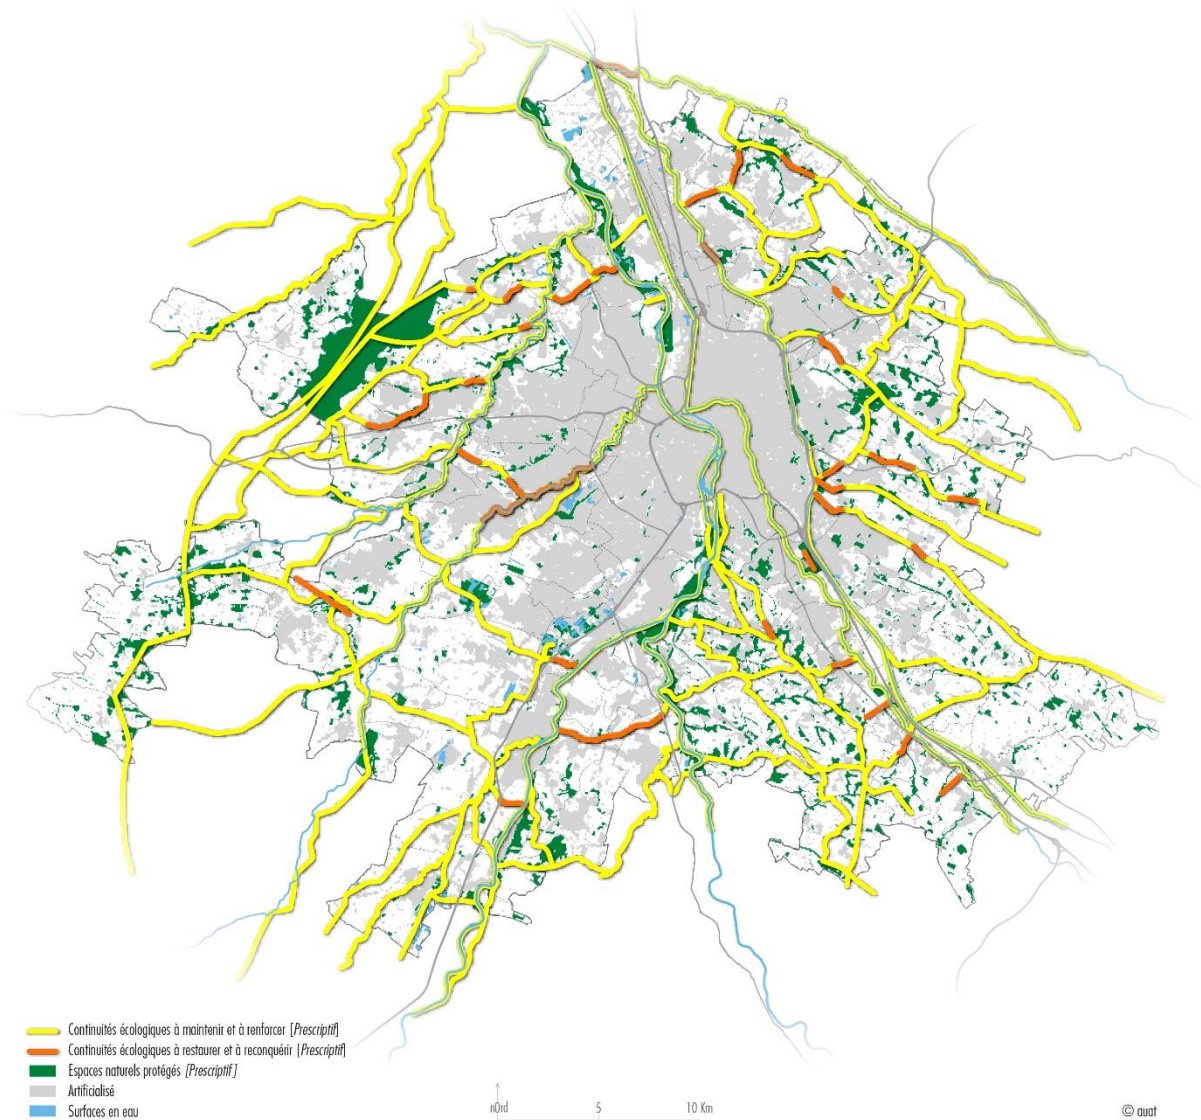 Continuités écologiques à maintenir et à renforcer [Prescriptif]
Continuités écologiques à restaurer et à reconquérir [Prescriptif]
Espaces naturels protégés [Prescriptif]
Artificialisé
Surfaces en eau
nOrd 5 10 Km
© auat